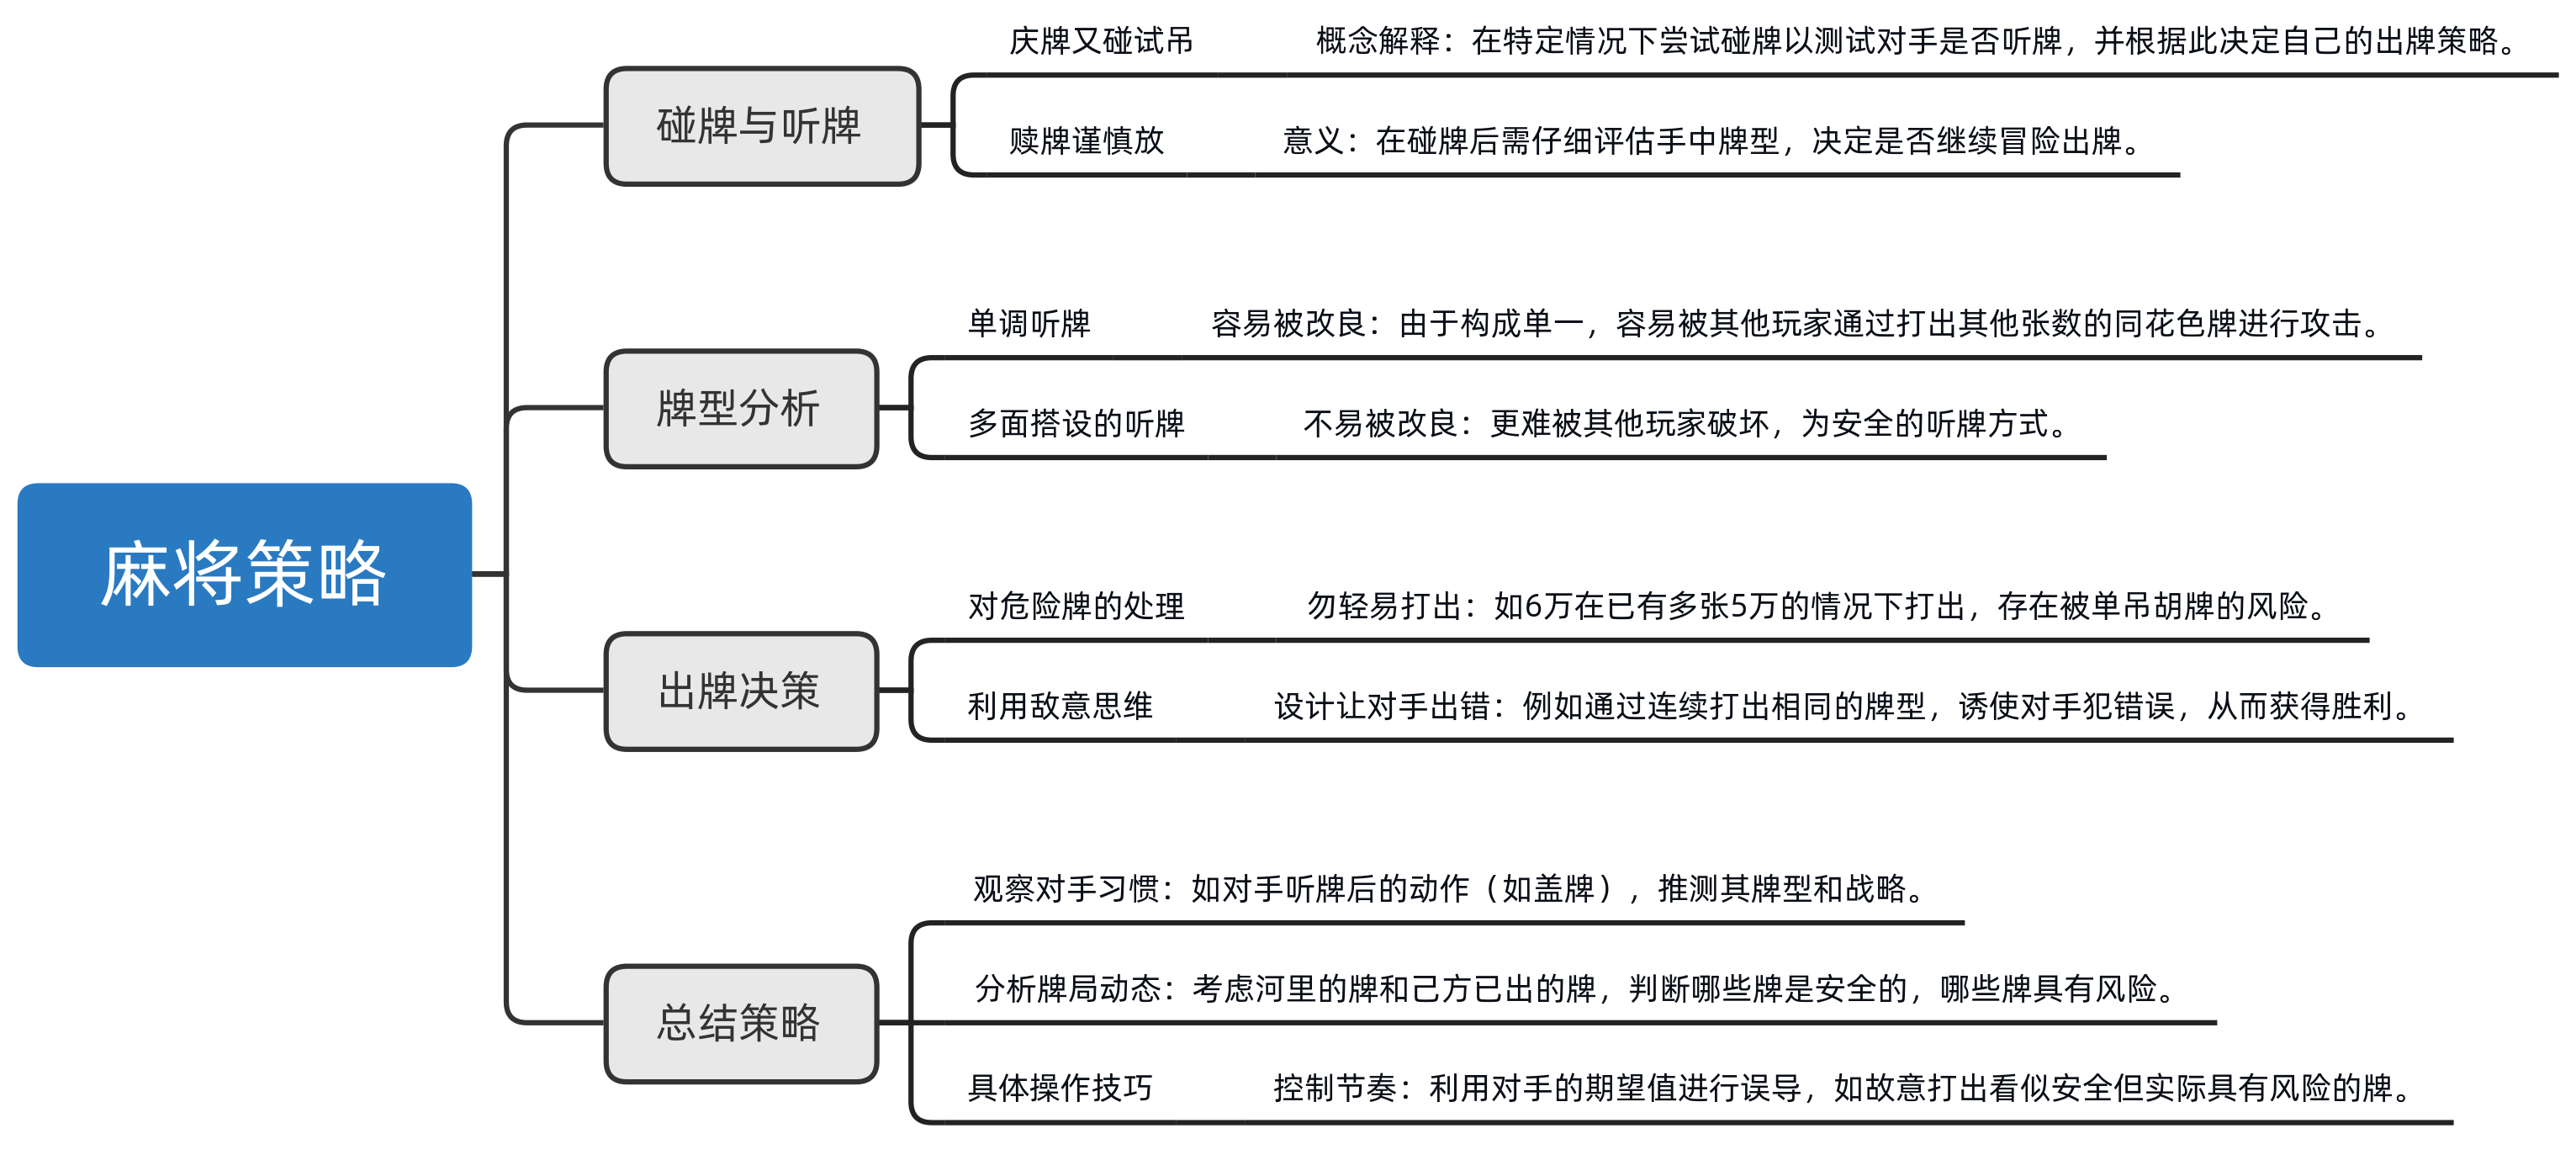 麻将策略
碰牌与听牌
庆牌又碰试吊
概念解释：在特定情况下尝试碰牌以测试对手是否听牌，并根据此决定自己的出牌策略。
赎牌谨慎放
意义：在碰牌后需仔细评估手中牌型，决定是否继续冒险出牌。
牌型分析
单调听牌
容易被改良：由于构成单一，容易被其他玩家通过打出其他张数的同花色牌进行攻击。
多面搭设的听牌
不易被改良：更难被其他玩家破坏，为安全的听牌方式。
出牌决策
对危险牌的处理
勿轻易打出：如6万在已有多张5万的情况下打出，存在被单吊胡牌的风险。
利用敌意思维
设计让对手出错：例如通过连续打出相同的牌型，诱使对手犯错误，从而获得胜利。
总结策略
观察对手习惯：如对手听牌后的动作（如盖牌），推测其牌型和战略。
分析牌局动态：考虑河里的牌和己方已出的牌，判断哪些牌是安全的，哪些牌具有风险。
具体操作技巧
控制节奏：利用对手的期望值进行误导，如故意打出看似安全但实际具有风险的牌。